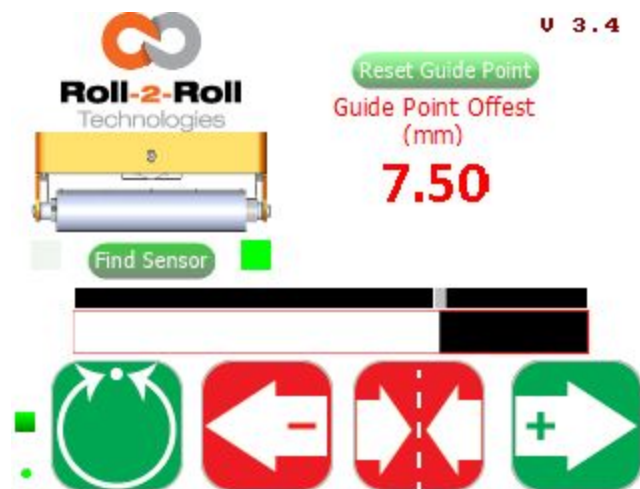 V 3.4
Roll-2-Roll
Technologies
Reset Guide Point
Guide Point Offest
(mm)
7.50
Find Sensor
-
+